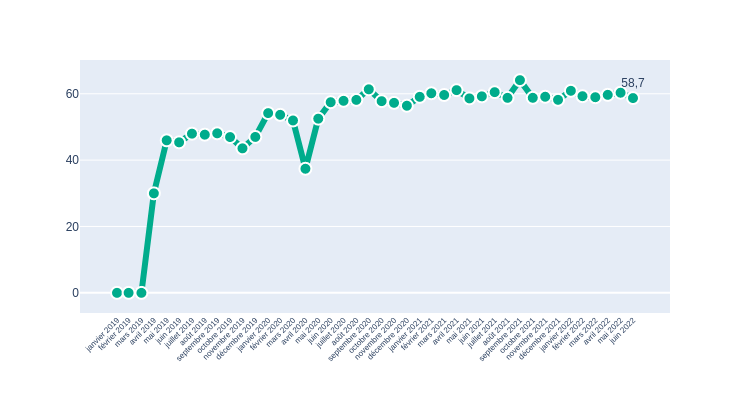 58,7
60
40
20
0
janvier 2019
février 2019
mars 2019
avril 2019
mai 2019
juin 2019
juillet 2019
août 2019
septembre 2019
octobre 2019
novembre 2019
décembre 2019
janvier 2020
février 2020
mars 2020
avril 2020
mai 2020
juin 2020
juillet 2020
août 2020
septembre 2020
octobre 2020
novembre 2020
décembre 2020
janvier 2021
février 2021
mars 2021
avril 2021
mai 2021
juin 2021
juillet 2021
août 2021
septembre 2021
octobre 2021
novembre 2021
décembre 2021
janvier 2022
février 2022
mars 2022
avril 2022
mai 2022
juin 2022